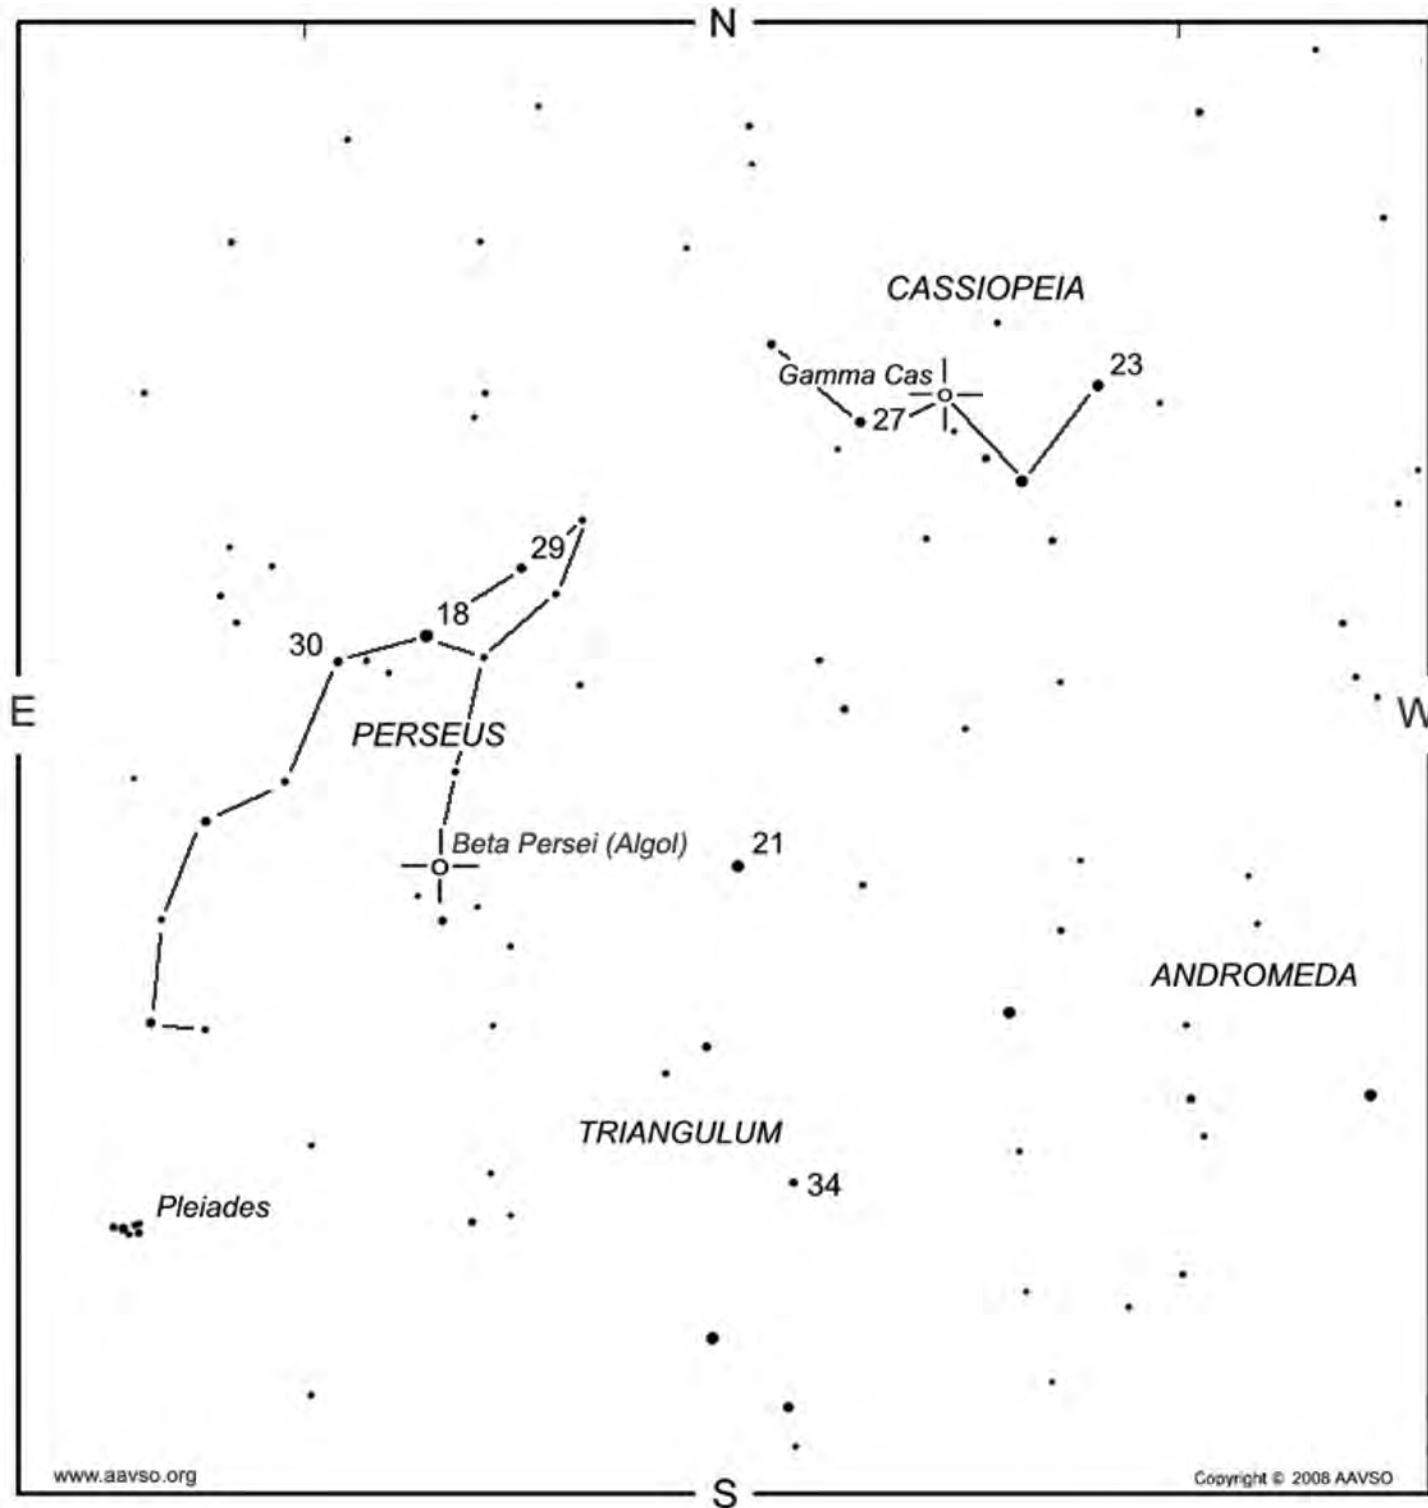 N
CASSIOPEIA
23
Gamma Cas
27
29
18
30
E
W
PERSEUS
Beta Persei (Algol)
21
ANDROMEDA
TRIANGULUM
34
Pleiades
www.aavso.org
Copyright © 2008 AAVSO
S